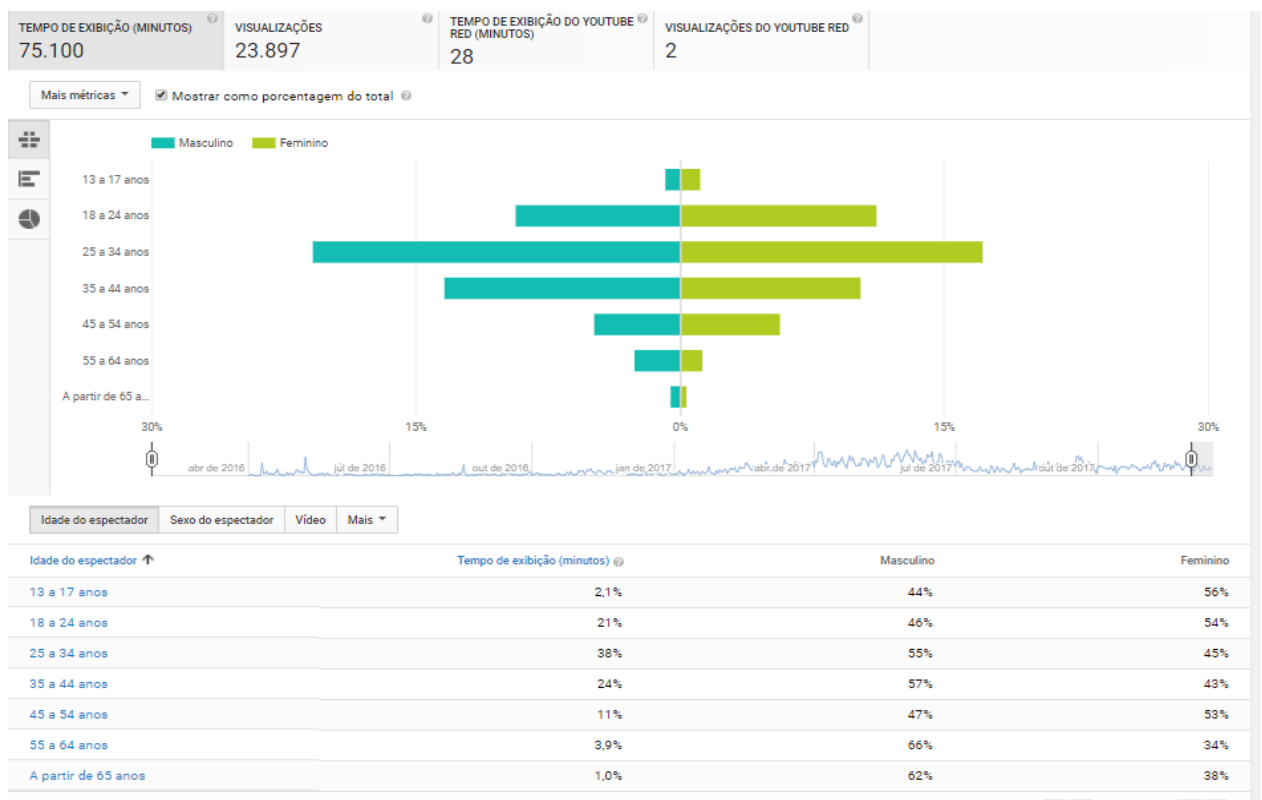 TEMPO DE EXIBIÇÃO (MINUTOS)
75.100
VISUALIZAÇÕES
23.897
TEMPO DE EXIBIÇÃO DO YOUTUBE
RED (MINUTOS)
28
VISUALIZAÇÕES DO YOUTUBE RED
2
Mais métricas
Mostrar como porcentagem do total
Masculino Feminino
13 a 17 anos
18 a 24 anos
25 a 34 anos
35 a 44 anos
45 a 54 anos
55 a 64 anos
A partir de 65 a...
30% 15% 0% 15% 30%
abr de 2016 júl de 2016 out de 2016 jan de 2017 abr de 2017 jul de 2017 out de 2017
Idade do espectador Sexo do espectador Vídeo Mais
Idade do espectador Tempo de exibição (minutos) Masculino Feminino
13 a 17 anos 2,1% 44% 56%
18 a 24 anos 21% 46% 54%
25 a 34 anos 38% 55% 45%
35 a 44 anos 24% 57% 43%
45 a 54 anos 11% 47% 53%
55 a 64 anos 3,9% 66% 34%
A partir de 65 anos 1,0% 62% 38%